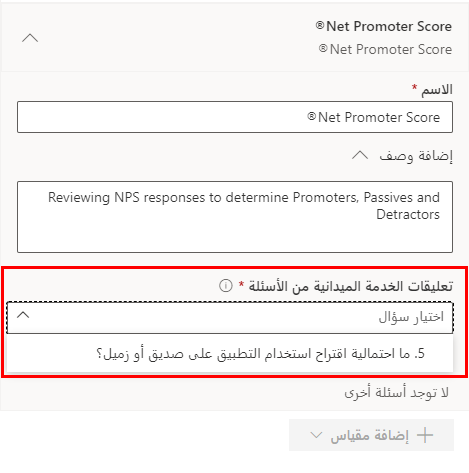 Net Promoter Score®
Net Promoter Score®
الاسم *
Net Promoter Score®
إضافة وصف
Reviewing NPS responses to determine Promoters, Passives and
Detractors
تعليقات الخدمة الميدانية من الأسئلة *
اختيار سؤال
5. ما احتمالية اقتراح استخدام التطبيق على صديق أو زميل؟
لا توجد أسئلة أخرى
إضافة مقياس